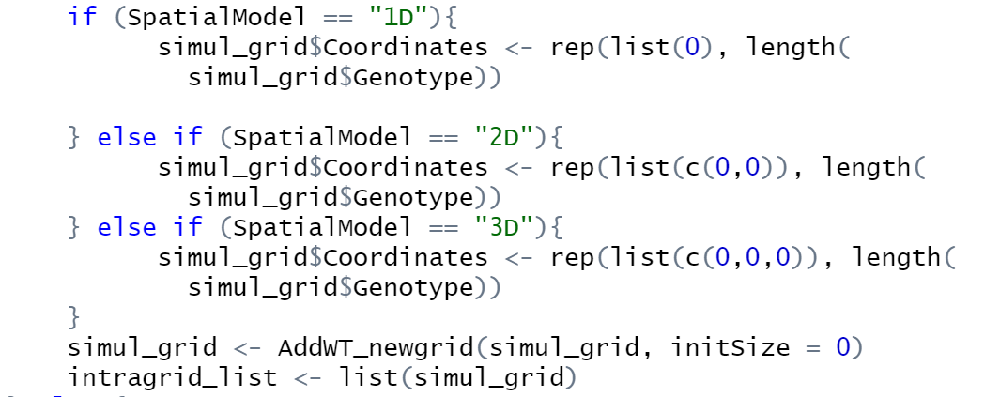 if (SpatialModel == "1D"){
simul_grid$Coordinates <- rep(list(0), length(
simul_grid$Genotype))
} else if (SpatialModel == "2D"){
simul_grid$Coordinates <- rep(list(c(0,0)), length(
simul_grid$Genotype))
} else if (SpatialModel == "3D"){
simul_grid$Coordinates <- rep(list(c(0,0,0)), length(
simul_grid$Genotype))
}
simul_grid <- AddWT_newgrid(simul_grid, initSize = 0)
intragrid_list <- list(simul_grid)